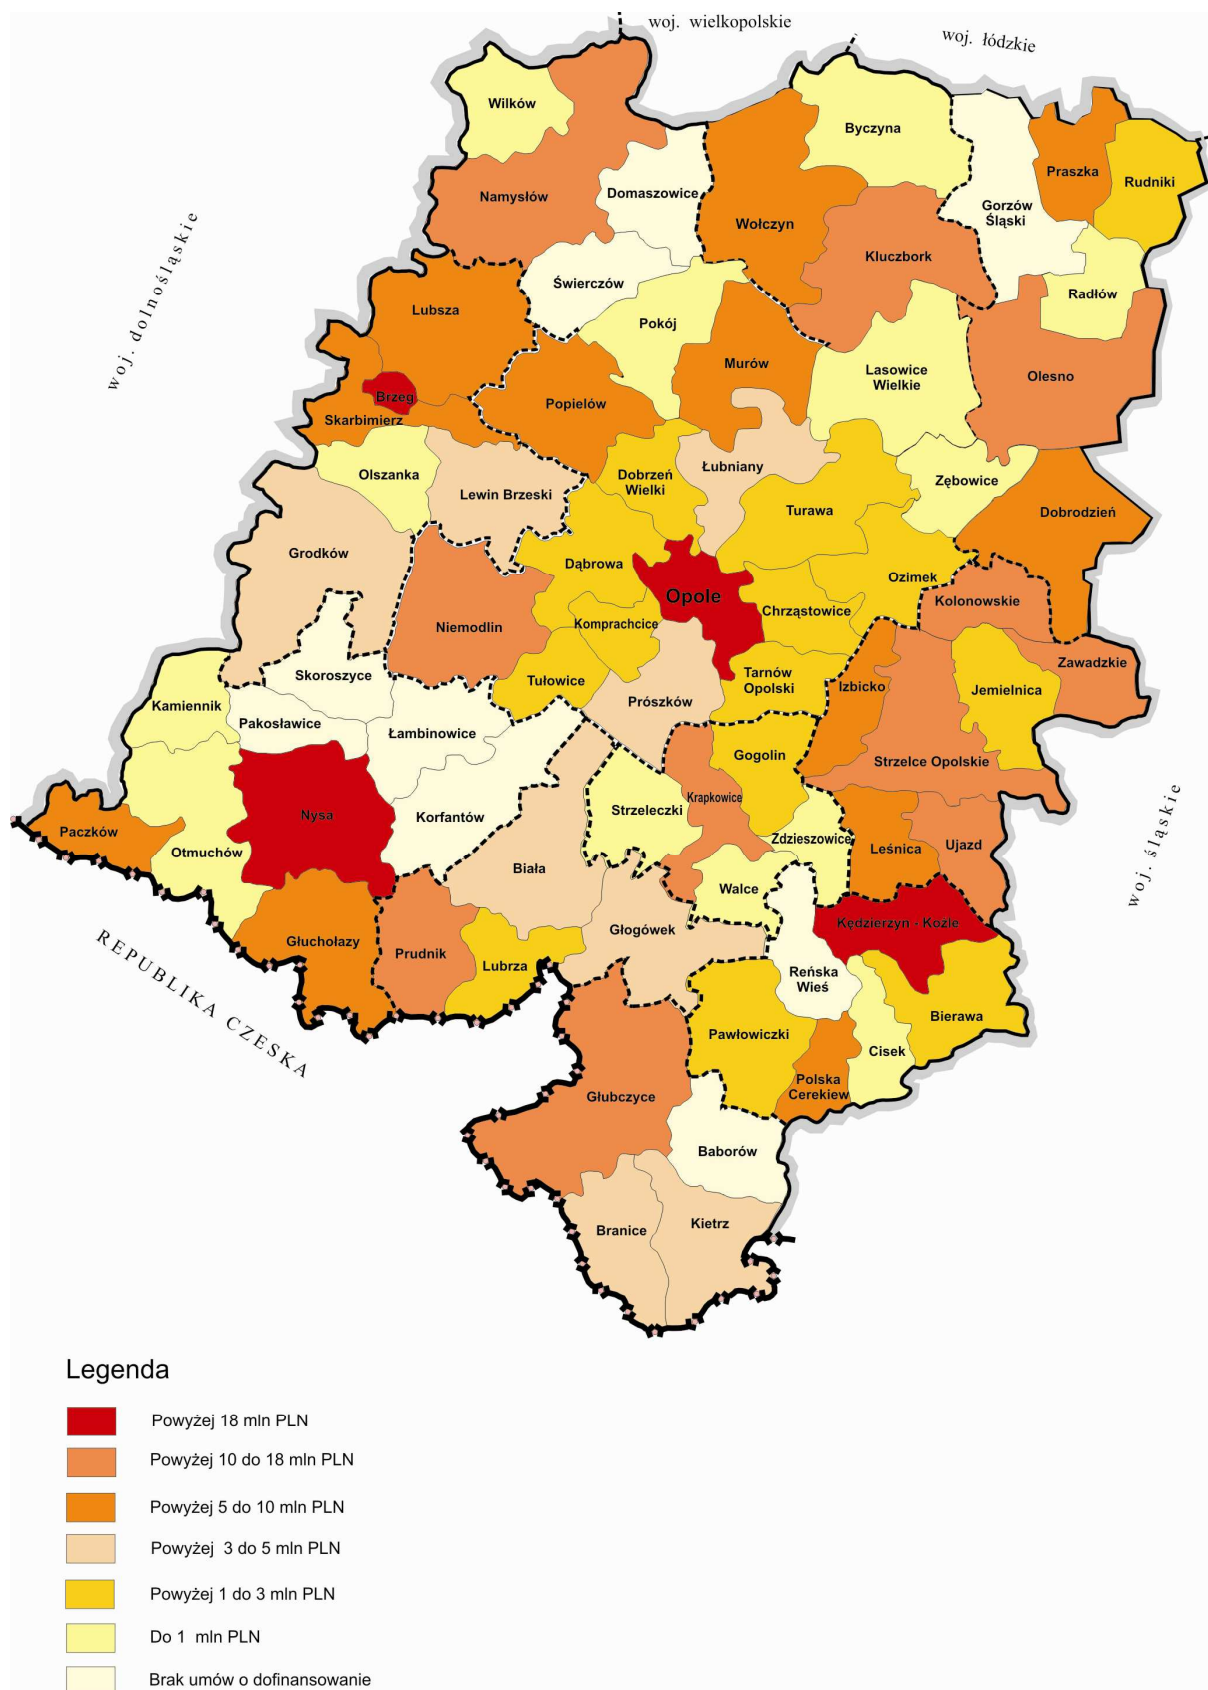 woj. wielkopolskie
woj. łódzkie
Wilków
Byczyna
Praszka
Rudniki
Namysłów
Domaszowice
Gorzów
Śląski
Wołczyn
Kluczbork
woj. dolnośląskie
Świerczów
Radłów
Lubsza
Pokój
Murów
Lasowice
Wielkie
Olesno
Brzeg
Popielów
Skarbimierz
Olszanka
Łubniany
Dobrzeń
Wielki
Zębowice
Lewin Brzeski
Turawa
Dobrodzień
Grodków
Dąbrowa
Ozimek
Opole
Kolonowskie
Chrząstowice
Niemodlin
Komprachcice
Zawadzkie
Skoroszyce
Tułowice
Tarnów
Opolski
Izbicko
Jemielnica
Prószków
Kamiennik
Pakosławice
Łambinowice
Gogolin
Strzelce Opolskie
Krapkowice
Strzeleczki
Nysa
Korfantów
Paczków
Zdzieszowice
Leśnica
Ujazd
woj. śląskie
Otmuchów
Biała
Walce
Kędzierzyn - Koźle
Głogówek
Głuchołazy
Prudnik
Lubrza
Reńska
Wieś
REPUBLIKA CZESKA
Bierawa
Pawłowiczki
Cisek
Polska
Cerekiew
Głubczyce
Baborów
Branice
Kietrz
Legenda
Powyżej 18 mln PLN
Powyżej 10 do 18 mln PLN
Powyżej 5 do 10 mln PLN
Powyżej 3 do 5 mln PLN
Powyżej 1 do 3 mln PLN
Do 1 mln PLN
Brak umów o dofinansowanie